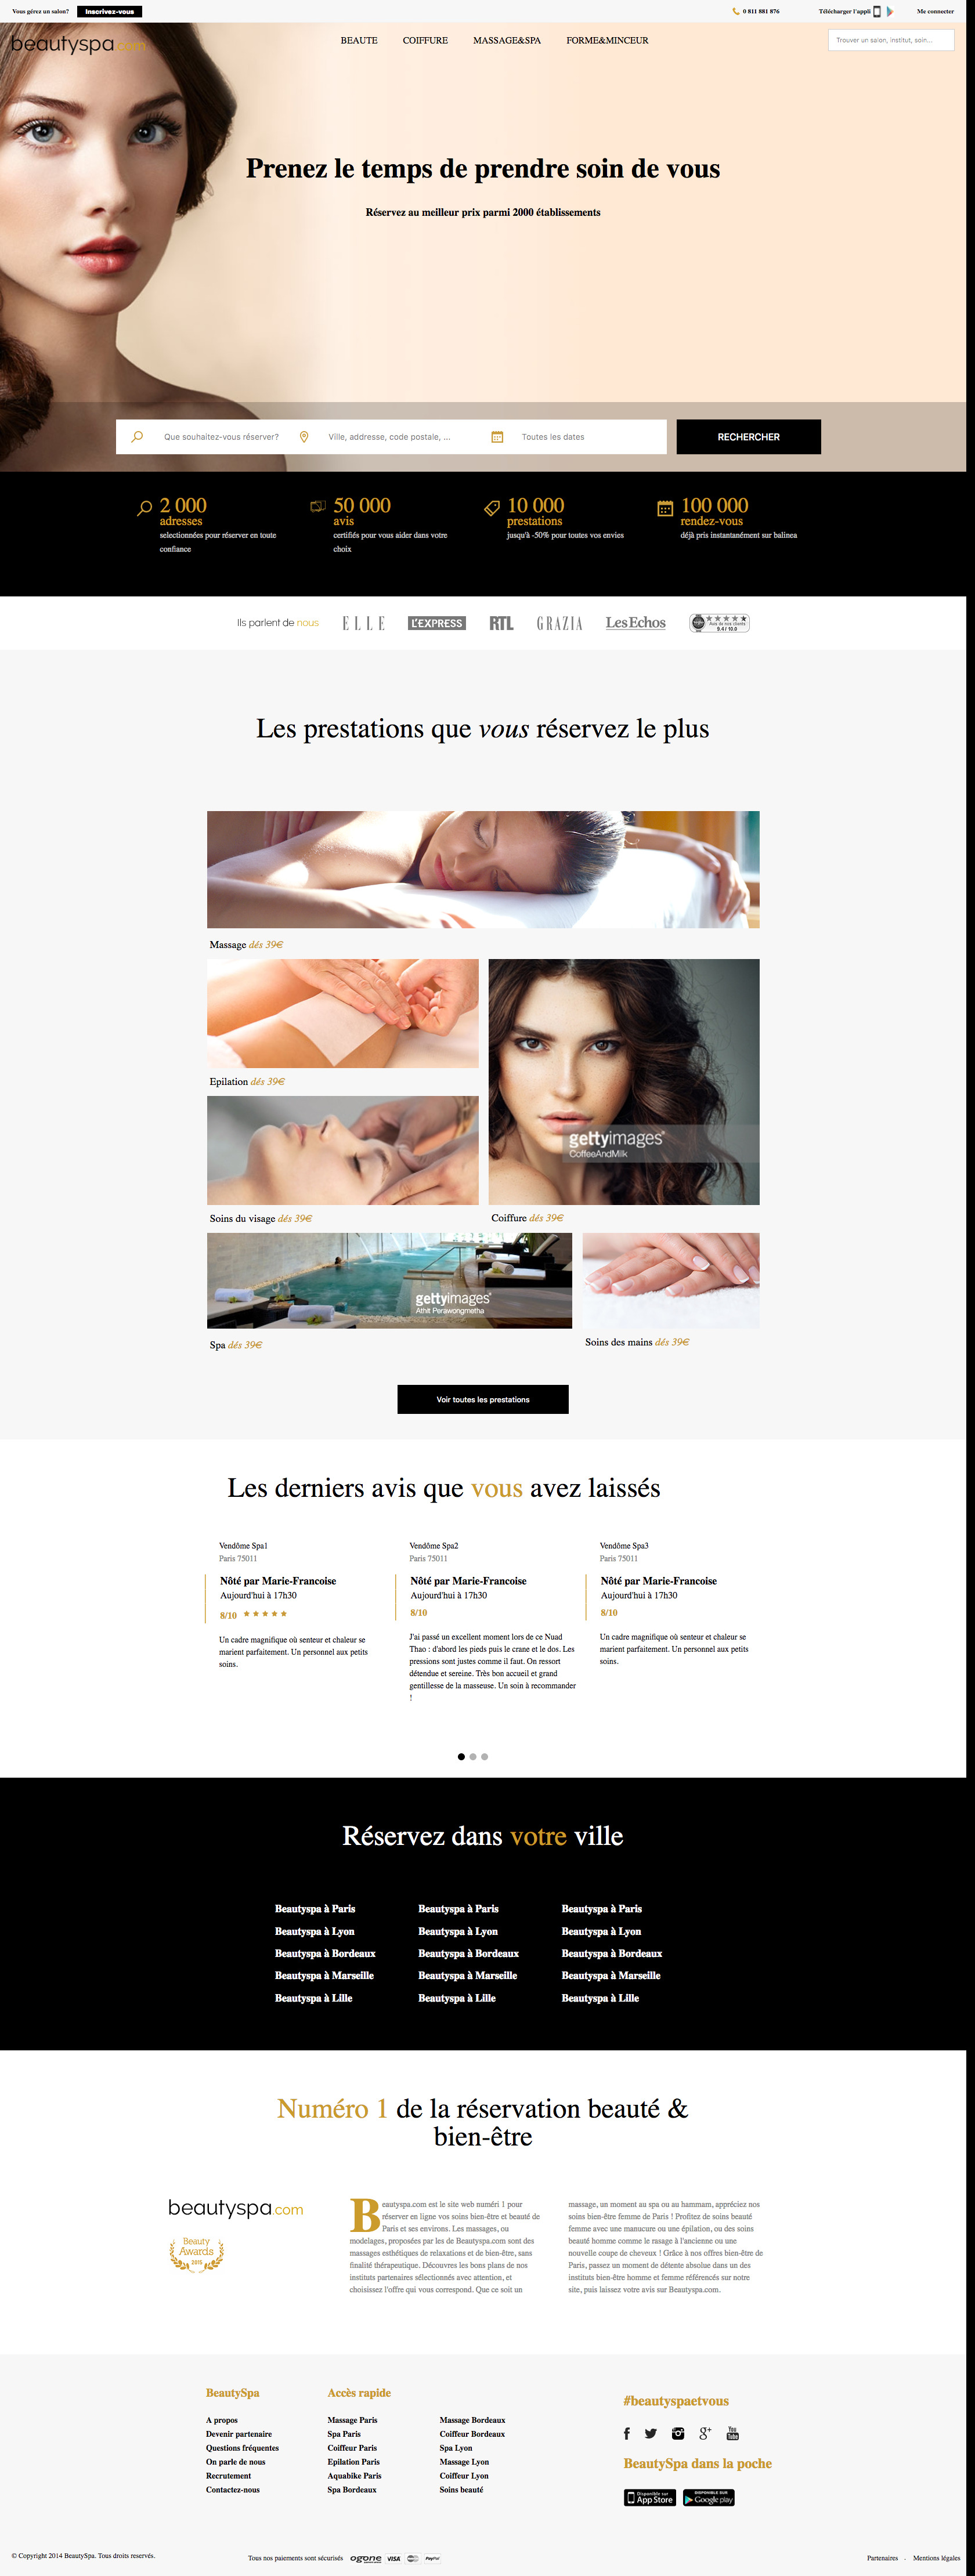 Vous gérez un salon? Inscrivez-vous 0 811 881 876 Télécharger l'appli Me connecter
beautyspa.com BEAUTE COIFFURE MASSAGE&SPA FORME&MINCEUR Trouver un salon, institut, soin...
Prenez le temps de prendre soin de vous
Réservez au meilleur prix parmi 2000 établissements
Que souhaitez-vous réserver? Ville, addresse, code postale, ... Toutes les dates RECHERCHER
2 000
adresses
selectionnées pour réserver en toute
confiance
50 000
avis
certifiés pour vous aider dans votre
choix
10 000
prestations
jusqu'à -50% pour toutes vos envies
100 000
rendez-vous
déjà pris instantanément sur balinea
Ils parlent de nous ELLE L'EXPRESS RTL GRAZIA Les Echos
Avis de nos clients
9.4 / 10.0
Les prestations que vous réservez le plus
Massage dés 39€
Epilation dés 39€
gettyimages®
CoffeeAndMilk
Soins du visage dés 39€
Coiffure dés 39€
gettyimages®
Athit Perawongmetha
Spa dés 39€
Soins des mains dés 39€
Voir toutes les prestations
Les derniers avis que vous avez laissés
Vendôme Spa1
Paris 75011
Nôté par Marie-Francoise
Aujourd'hui à 17h30
8/10 ★★★★★
Un cadre magnifique où senteur et chaleur se
marient parfaitement. Un personnel aux petits
soins.
Vendôme Spa2
Paris 75011
Nôté par Marie-Francoise
Aujourd'hui à 17h30
8/10
J'ai passé un excellent moment lors de ce Nuad
Thao : d'abord les pieds puis le crane et le dos. Les
pressions sont justes comme il faut. On ressort
détendue et sereine. Très bon accueil et grand
gentillesse de la masseuse. Un soin à recommander
!
Vendôme Spa3
Paris 75011
Nôté par Marie-Francoise
Aujourd'hui à 17h30
8/10
Un cadre magnifique où senteur et chaleur se
marient parfaitement. Un personnel aux petits
soins.
Réservez dans votre ville
Beautyspa à Paris Beautyspa à Paris Beautyspa à Paris
Beautyspa à Lyon Beautyspa à Lyon Beautyspa à Lyon
Beautyspa à Bordeaux Beautyspa à Bordeaux Beautyspa à Bordeaux
Beautyspa à Marseille Beautyspa à Marseille Beautyspa à Marseille
Beautyspa à Lille Beautyspa à Lille Beautyspa à Lille
Numéro 1 de la réservation beauté &
bien-être
beautyspa.com
Beauty
Awards
2015
Beautyspa.com est le site web numéri 1 pour
réserver en ligne vos soins bien-être et beauté de
Paris et ses environs. Les massages, ou
modelages, proposées par les de Beautyspa.com sont des
massages esthétiques de relaxations et de bien-être, sans
finalité thérapeutique. Découvres les bons plans de nos
instituts partenaires sélectionnés avec attention, et
choisissez l'offre qui vous correspond. Que ce soit un
massage, un moment au spa ou au hammam, appréciez nos
soins bien-être femme de Paris ! Profitez de soins beauté
femme avec une manucure ou une épilation, ou des soins
beauté homme comme le rasage à l'ancienne ou une
nouvelle coupe de cheveux ! Grâce à nos offres bien-être de
Paris, passez un moment de détente absolue dans un des
instituts bien-être homme et femme référencés sur notre
site, puis laissez votre avis sur Beautyspa.com.
BeautySpa
A propos
Devenir partenaire
Questions fréquentes
On parle de nous
Recrutement
Contactez-nous
Accès rapide
Massage Paris
Spa Paris
Coiffeur Paris
Epilation Paris
Aquabike Paris
Spa Bordeaux
Massage Bordeaux
Coiffeur Bordeaux
Spa Lyon
Massage Lyon
Coiffeur Lyon
Soins beauté
#beautyspaetvous
f g+ You Tube
BeautySpa dans la poche
Disponible sur
App Store
DISPONIBLE SUR
Google play
© Copyright 2014 BeautySpa. Tous droits reservés. Tous nos paiements sont sécurisés ogone VISA PayPal Partenaires . Mentions légales